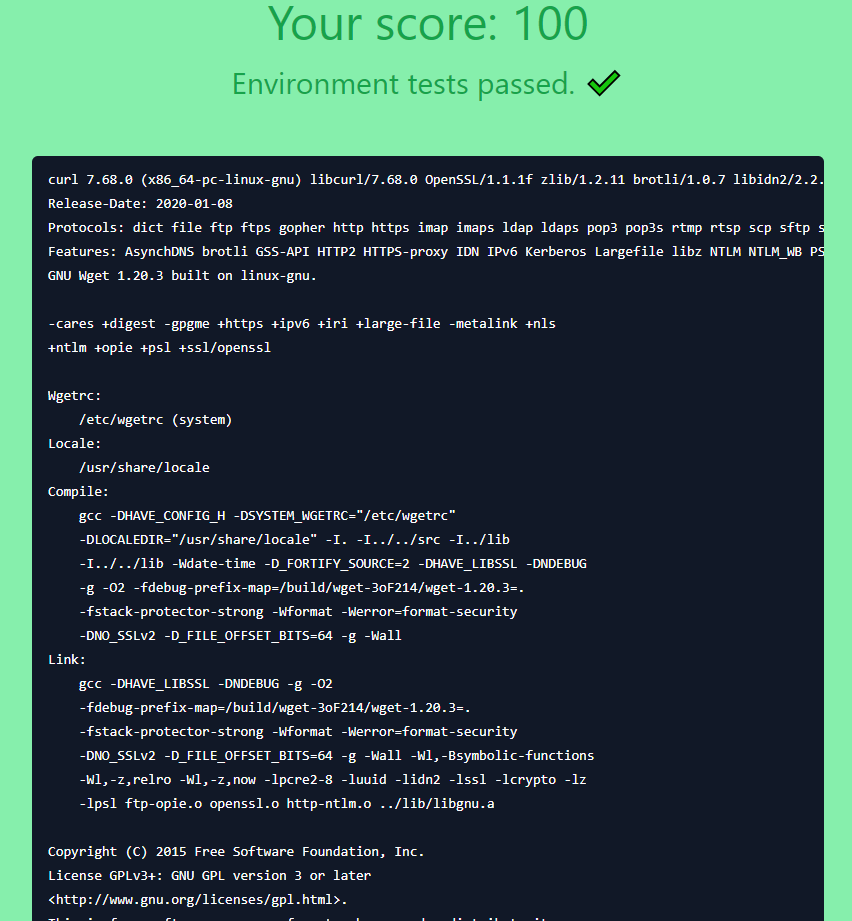 Your score: 100
Environment tests passed. ✔
curl 7.68.0 (x86_64-pc-linux-gnu) libcurl/7.68.0 OpenSSL/1.1.1f zlib/1.2.11 brotli/1.0.7 libidn2/2.2.
Release-Date: 2020-01-08
Protocols: dict file ftp ftps gopher http https imap imaps ldap ldaps pop3 pop3s rtmp rtsp scp sftp s
Features: AsynchDNS brotli GSS-API HTTP2 HTTPS-proxy IDN IPv6 Kerberos Largefile libz NTLM NTLM_WB PS
GNU Wget 1.20.3 built on linux-gnu.
-cares +digest -gpgme +https +ipv6 +iri +large-file -metalink +nls
+ntlm +opie +psl +ssl/openssl
Wgetrc:
/etc/wgetrc (system)
Locale:
/usr/share/locale
Compile:
gcc -DHAVE_CONFIG_H -DSYSTEM_WGETRC="/etc/wgetrc"
-DLOCALEDIR="/usr/share/locale" -I. -I../../src -I../lib
-I../../lib -Wdate-time -D_FORTIFY_SOURCE=2 -DHAVE_LIBSSL -DNDEBUG
-g -O2 -fdebug-prefix-map=/build/wget-3oF214/wget-1.20.3=.
-fstack-protector-strong -Wformat -Werror=format-security
-DNO_SSLv2 -D_FILE_OFFSET_BITS=64 -g -Wall
Link:
gcc -DHAVE_LIBSSL -DNDEBUG -g -O2
-fdebug-prefix-map=/build/wget-3oF214/wget-1.20.3=.
-fstack-protector-strong -Wformat -Werror=format-security
-DNO_SSLv2 -D_FILE_OFFSET_BITS=64 -g -Wall -Wl,-Bsymbolic-functions
-Wl,-z,relro -Wl,-z,now -lpcre2-8 -luuid -lidn2 -lssl -lcrypto -lz
-lpsl ftp-opie.o openssl.o http-ntlm.o ../lib/libgnu.a
Copyright (C) 2015 Free Software Foundation, Inc.
License GPLv3+: GNU GPL version 3 or later
<http://www.gnu.org/licenses/gpl.html>.